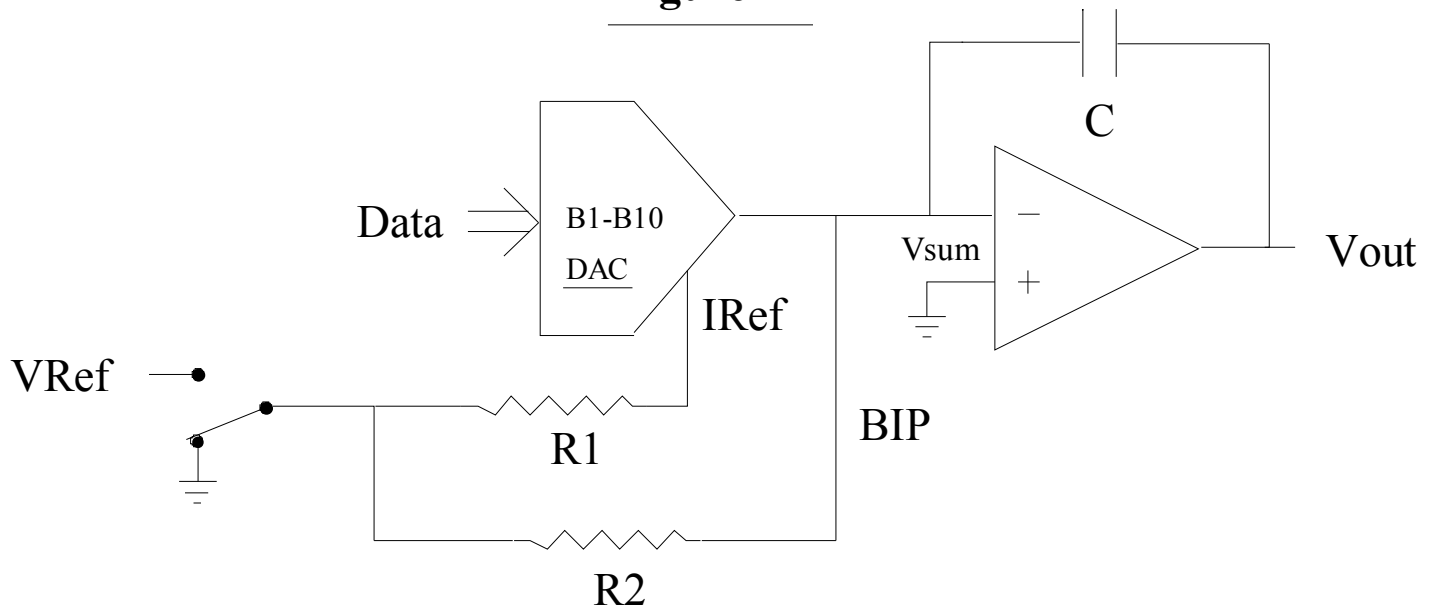 C
Data
B1-B10
DAC
Vsum
Vout
IRef
VRef
BIP
R1
R2